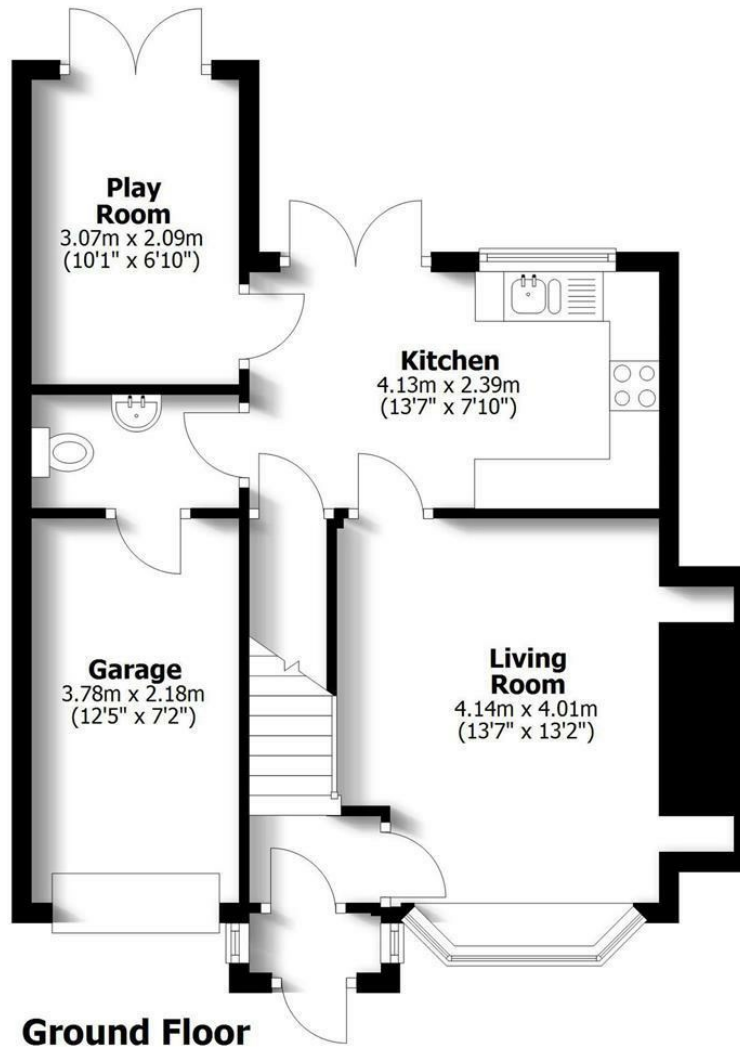 Play
Room
3.07m x 2.09m
(10'1" x 6'10")
Kitchen
4.13m x 2.39m
(13'7" x 7'10")
Garage
3.78m x 2.18m
(12'5" x 7'2")
Living
Room
4.14m x 4.01m
(13'7" x 13'2")
Ground Floor